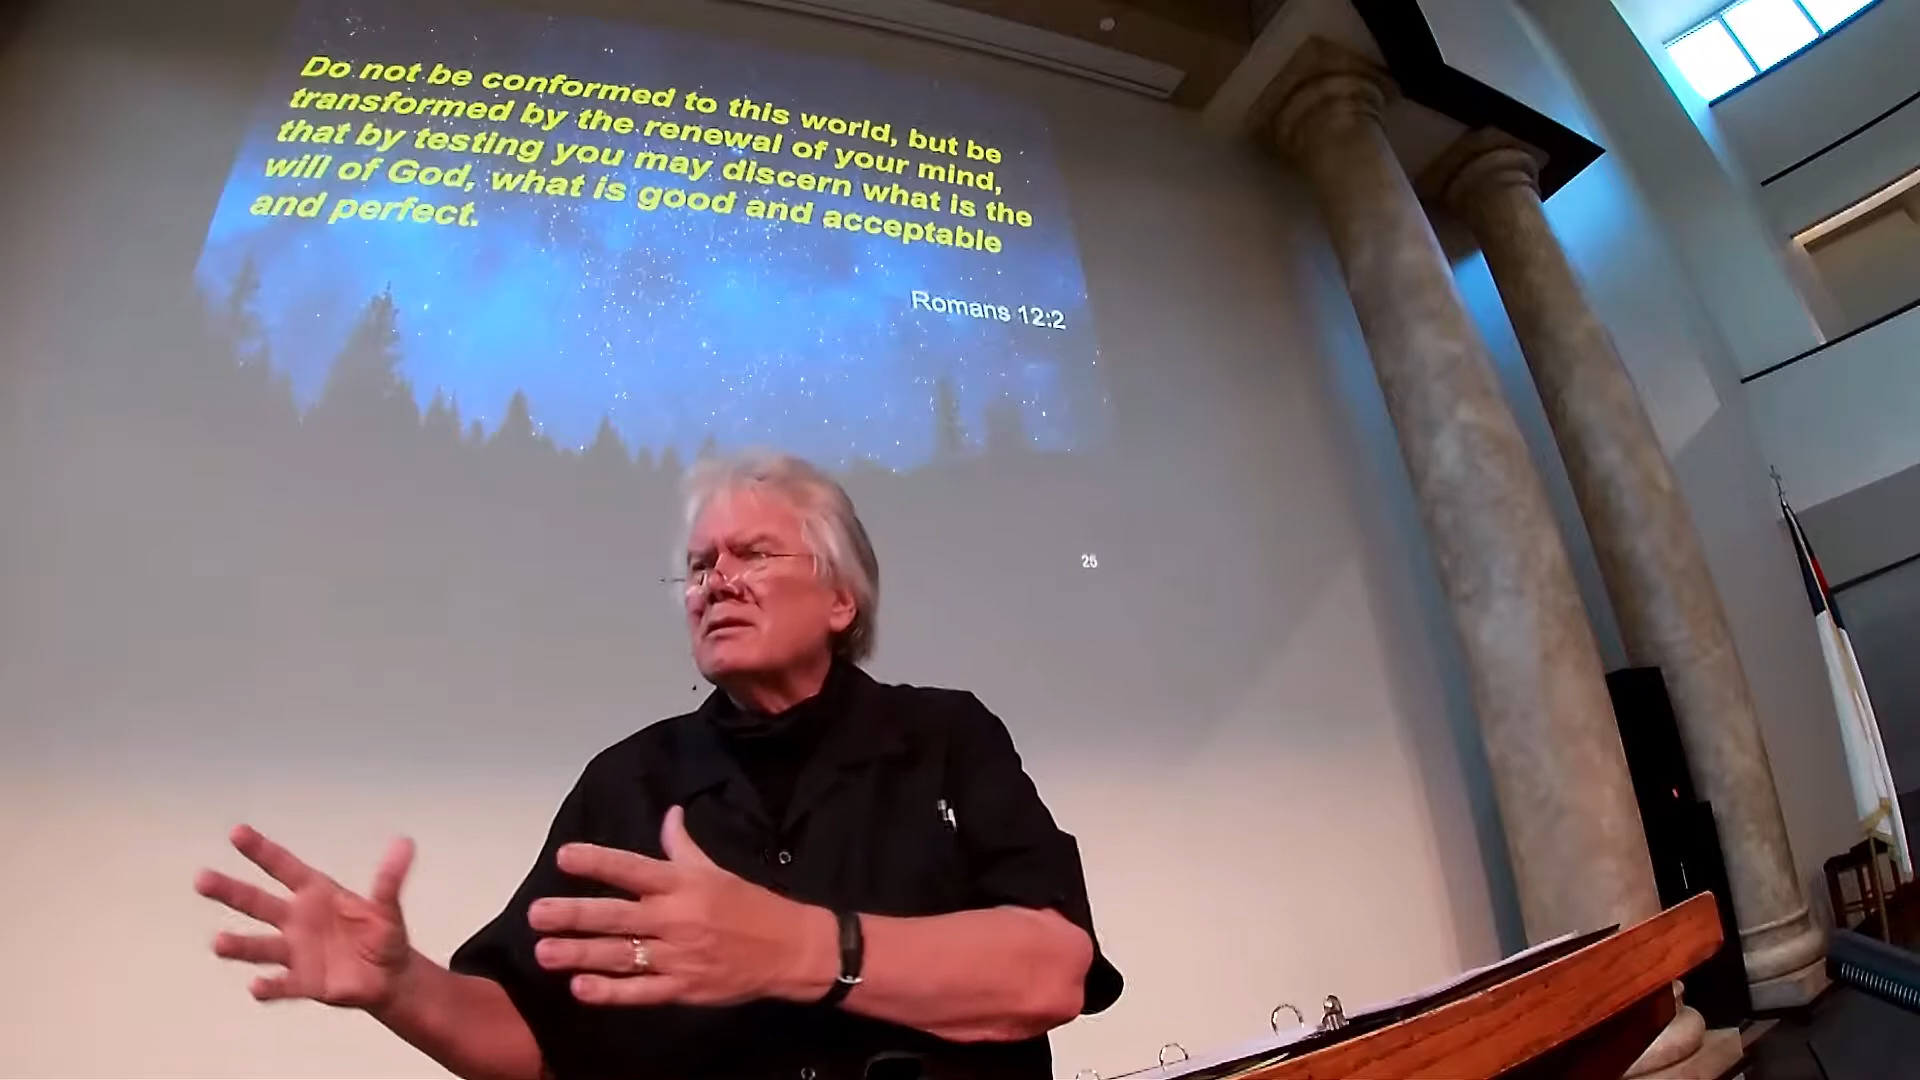 Do not be conformed to this world, but be
transformed by the renewal of your mind,
that by testing you may discern what is the
will of God, what is good and acceptable
and perfect.
Romans 12:2
25